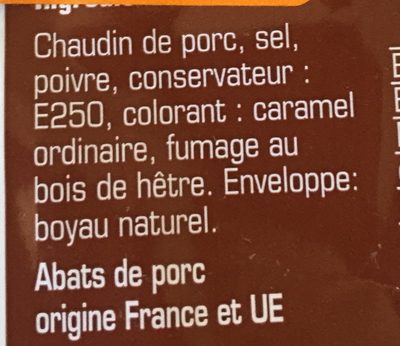 Chaudin de porc, sel,
poivre, conservateur :
E250, colorant : caramel
ordinaire, fumage au
bois de hêtre. Enveloppe:
boyau naturel.
Abats de porc
origine France et UE